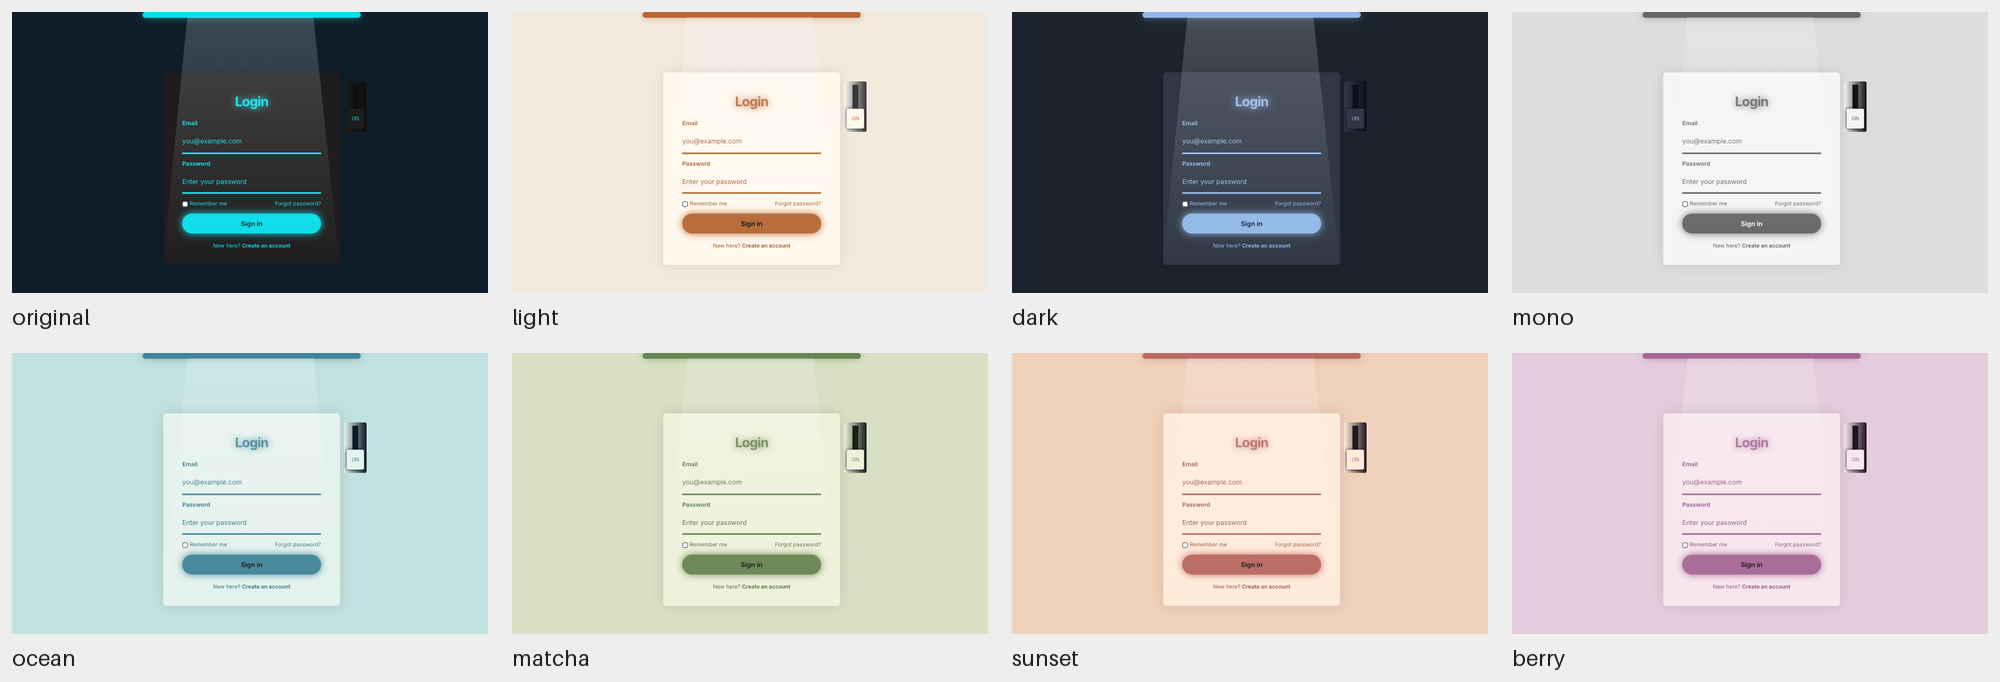 Login
Email
you@example.com
Password
Enter your password
Remember me Forgot password?
Sign in
New here? Create an account
ON
original
Login
Email
you@example.com
Password
Enter your password
Remember me Forgot password?
Sign in
New here? Create an account
ON
light
Login
Email
you@example.com
Password
Enter your password
Remember me Forgot password?
Sign in
New here? Create an account
ON
dark
Login
Email
you@example.com
Password
Enter your password
Remember me Forgot password?
Sign in
New here? Create an account
ON
mono
Login
Email
you@example.com
Password
Enter your password
Remember me Forgot password?
Sign in
New here? Create an account
ON
ocean
Login
Email
you@example.com
Password
Enter your password
Remember me Forgot password?
Sign in
New here? Create an account
ON
matcha
Login
Email
you@example.com
Password
Enter your password
Remember me Forgot password?
Sign in
New here? Create an account
ON
sunset
Login
Email
you@example.com
Password
Enter your password
Remember me Forgot password?
Sign in
New here? Create an account
ON
berry